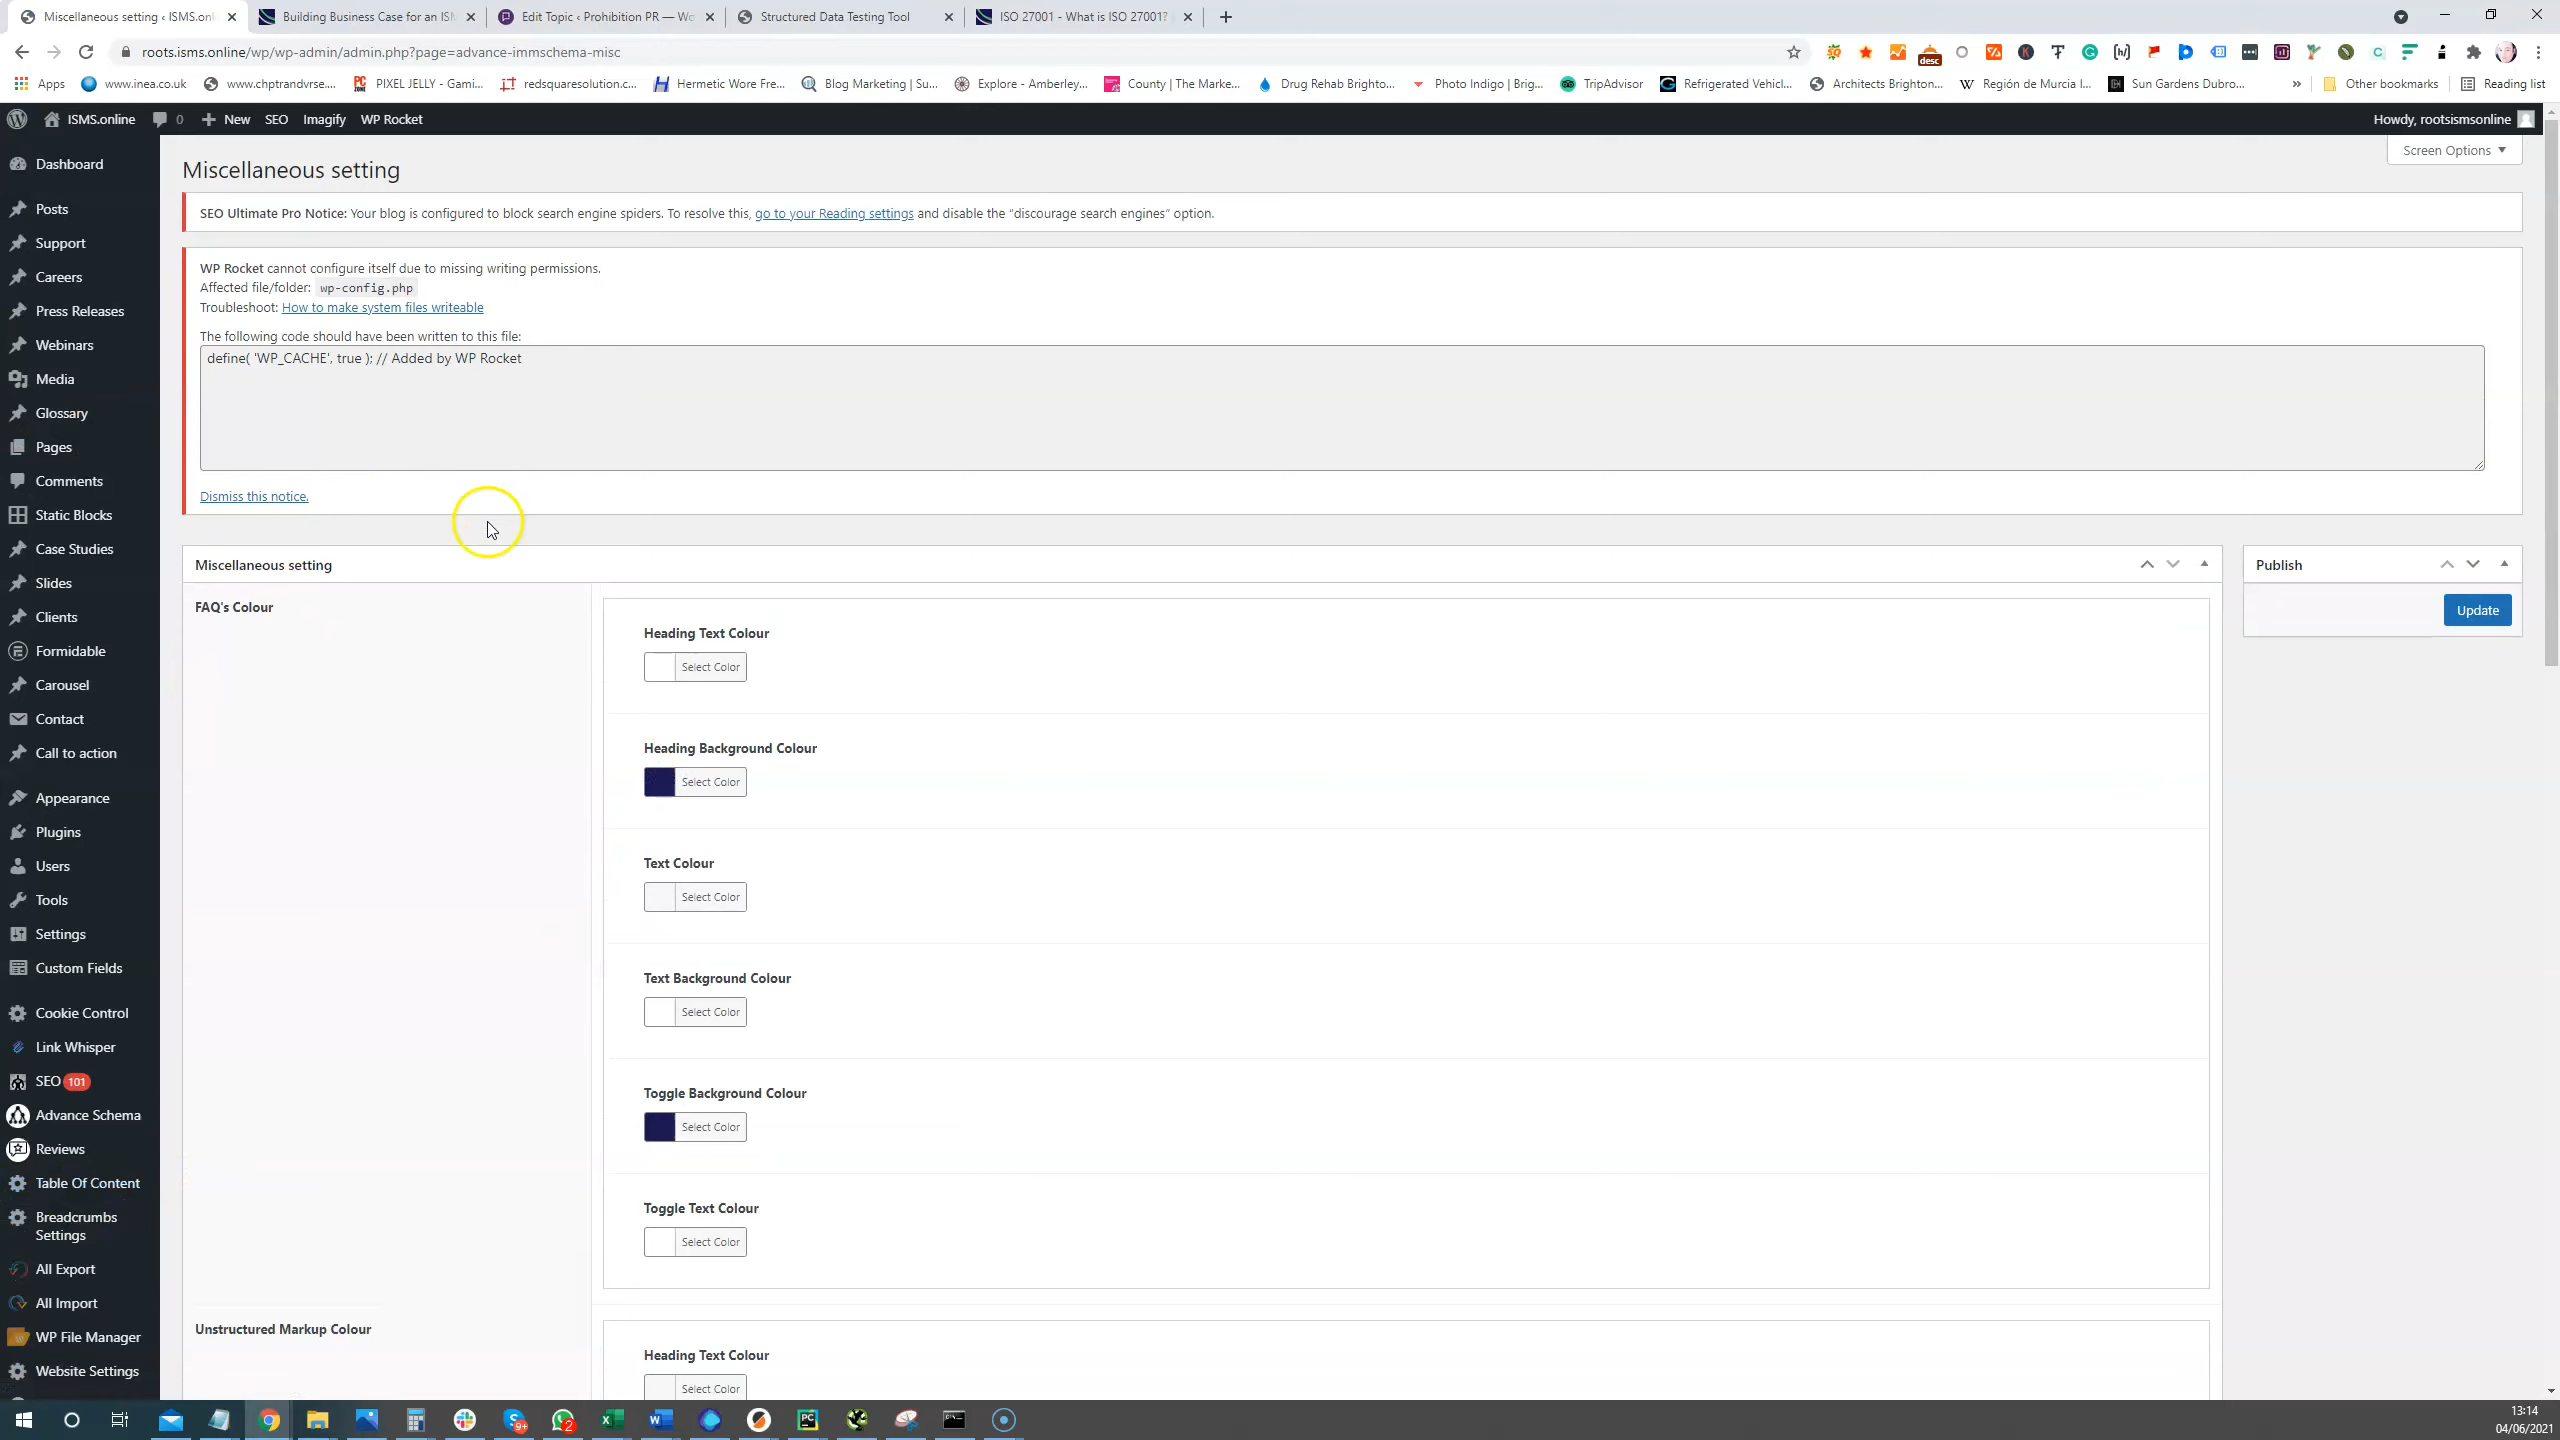 Miscellaneous setting ‹ ISMS.onl
Building Business Case for an ISM
Edit Topic ‹ Prohibition PR — Wo
Structured Data Testing Tool
ISO 27001 - What is ISO 27001?
roots.isms.online/wp/wp-admin/admin.php?page=advance-immschema-misc
desc
Apps
www.inea.co.uk
www.chptrandvrse....
PIXEL JELLY - Gami...
redsquaresolution.c...
Hermetic Wore Fre...
Blog Marketing | Su...
Explore - Amberley...
County | The Marke...
Drug Rehab Brighto...
Photo Indigo | Brig...
TripAdvisor
Refrigerated Vehicl...
Architects Brighton...
Región de Murcia I...
Sun Gardens Dubro...
»
Other bookmarks
Reading list
ISMS.online
0
New
SEO
Imagify
WP Rocket
Howdy, rootsismsonline
Screen Options
Dashboard
Posts
Support
Careers
Press Releases
Webinars
Media
Glossary
Pages
Comments
Static Blocks
Case Studies
Slides
Clients
Formidable
Carousel
Contact
Call to action
Appearance
Plugins
Users
Tools
Settings
Custom Fields
Cookie Control
Link Whisper
SEO 101
Advance Schema
Reviews
Table Of Content
Breadcrumbs
Settings
All Export
All Import
WP File Manager
Website Settings
Miscellaneous setting
SEO Ultimate Pro Notice: Your blog is configured to block search engine spiders. To resolve this, go to your Reading settings and disable the “discourage search engines” option.
WP Rocket cannot configure itself due to missing writing permissions.
Affected file/folder: wp-config.php
Troubleshoot: How to make system files writeable
The following code should have been written to this file:
define( 'WP_CACHE', true ); // Added by WP Rocket
Dismiss this notice.
Miscellaneous setting
FAQ's Colour
Heading Text Colour
Select Color
Heading Background Colour
Select Color
Text Colour
Select Color
Text Background Colour
Select Color
Toggle Background Colour
Select Color
Toggle Text Colour
Select Color
Unstructured Markup Colour
Heading Text Colour
Select Color
Publish
Update
13:14
04/06/2021